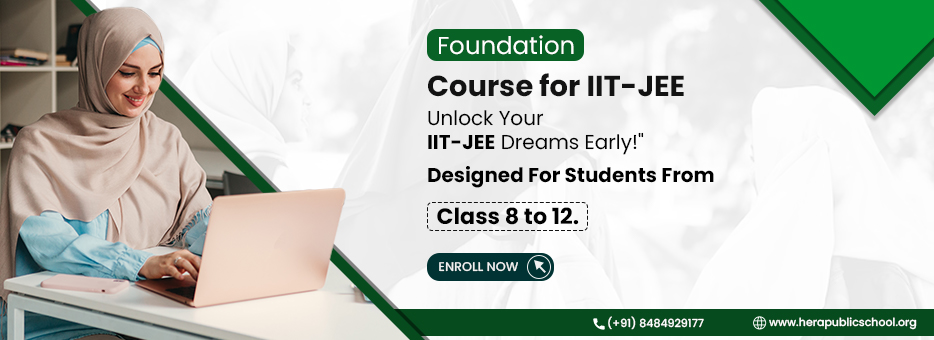 Foundation
Course for IIT-JEE
Unlock Your
IIT-JEE Dreams Early!"
Designed For Students From
Class 8 to 12.
ENROLL NOW
(+91) 8484929177
www.herapublicschool.org